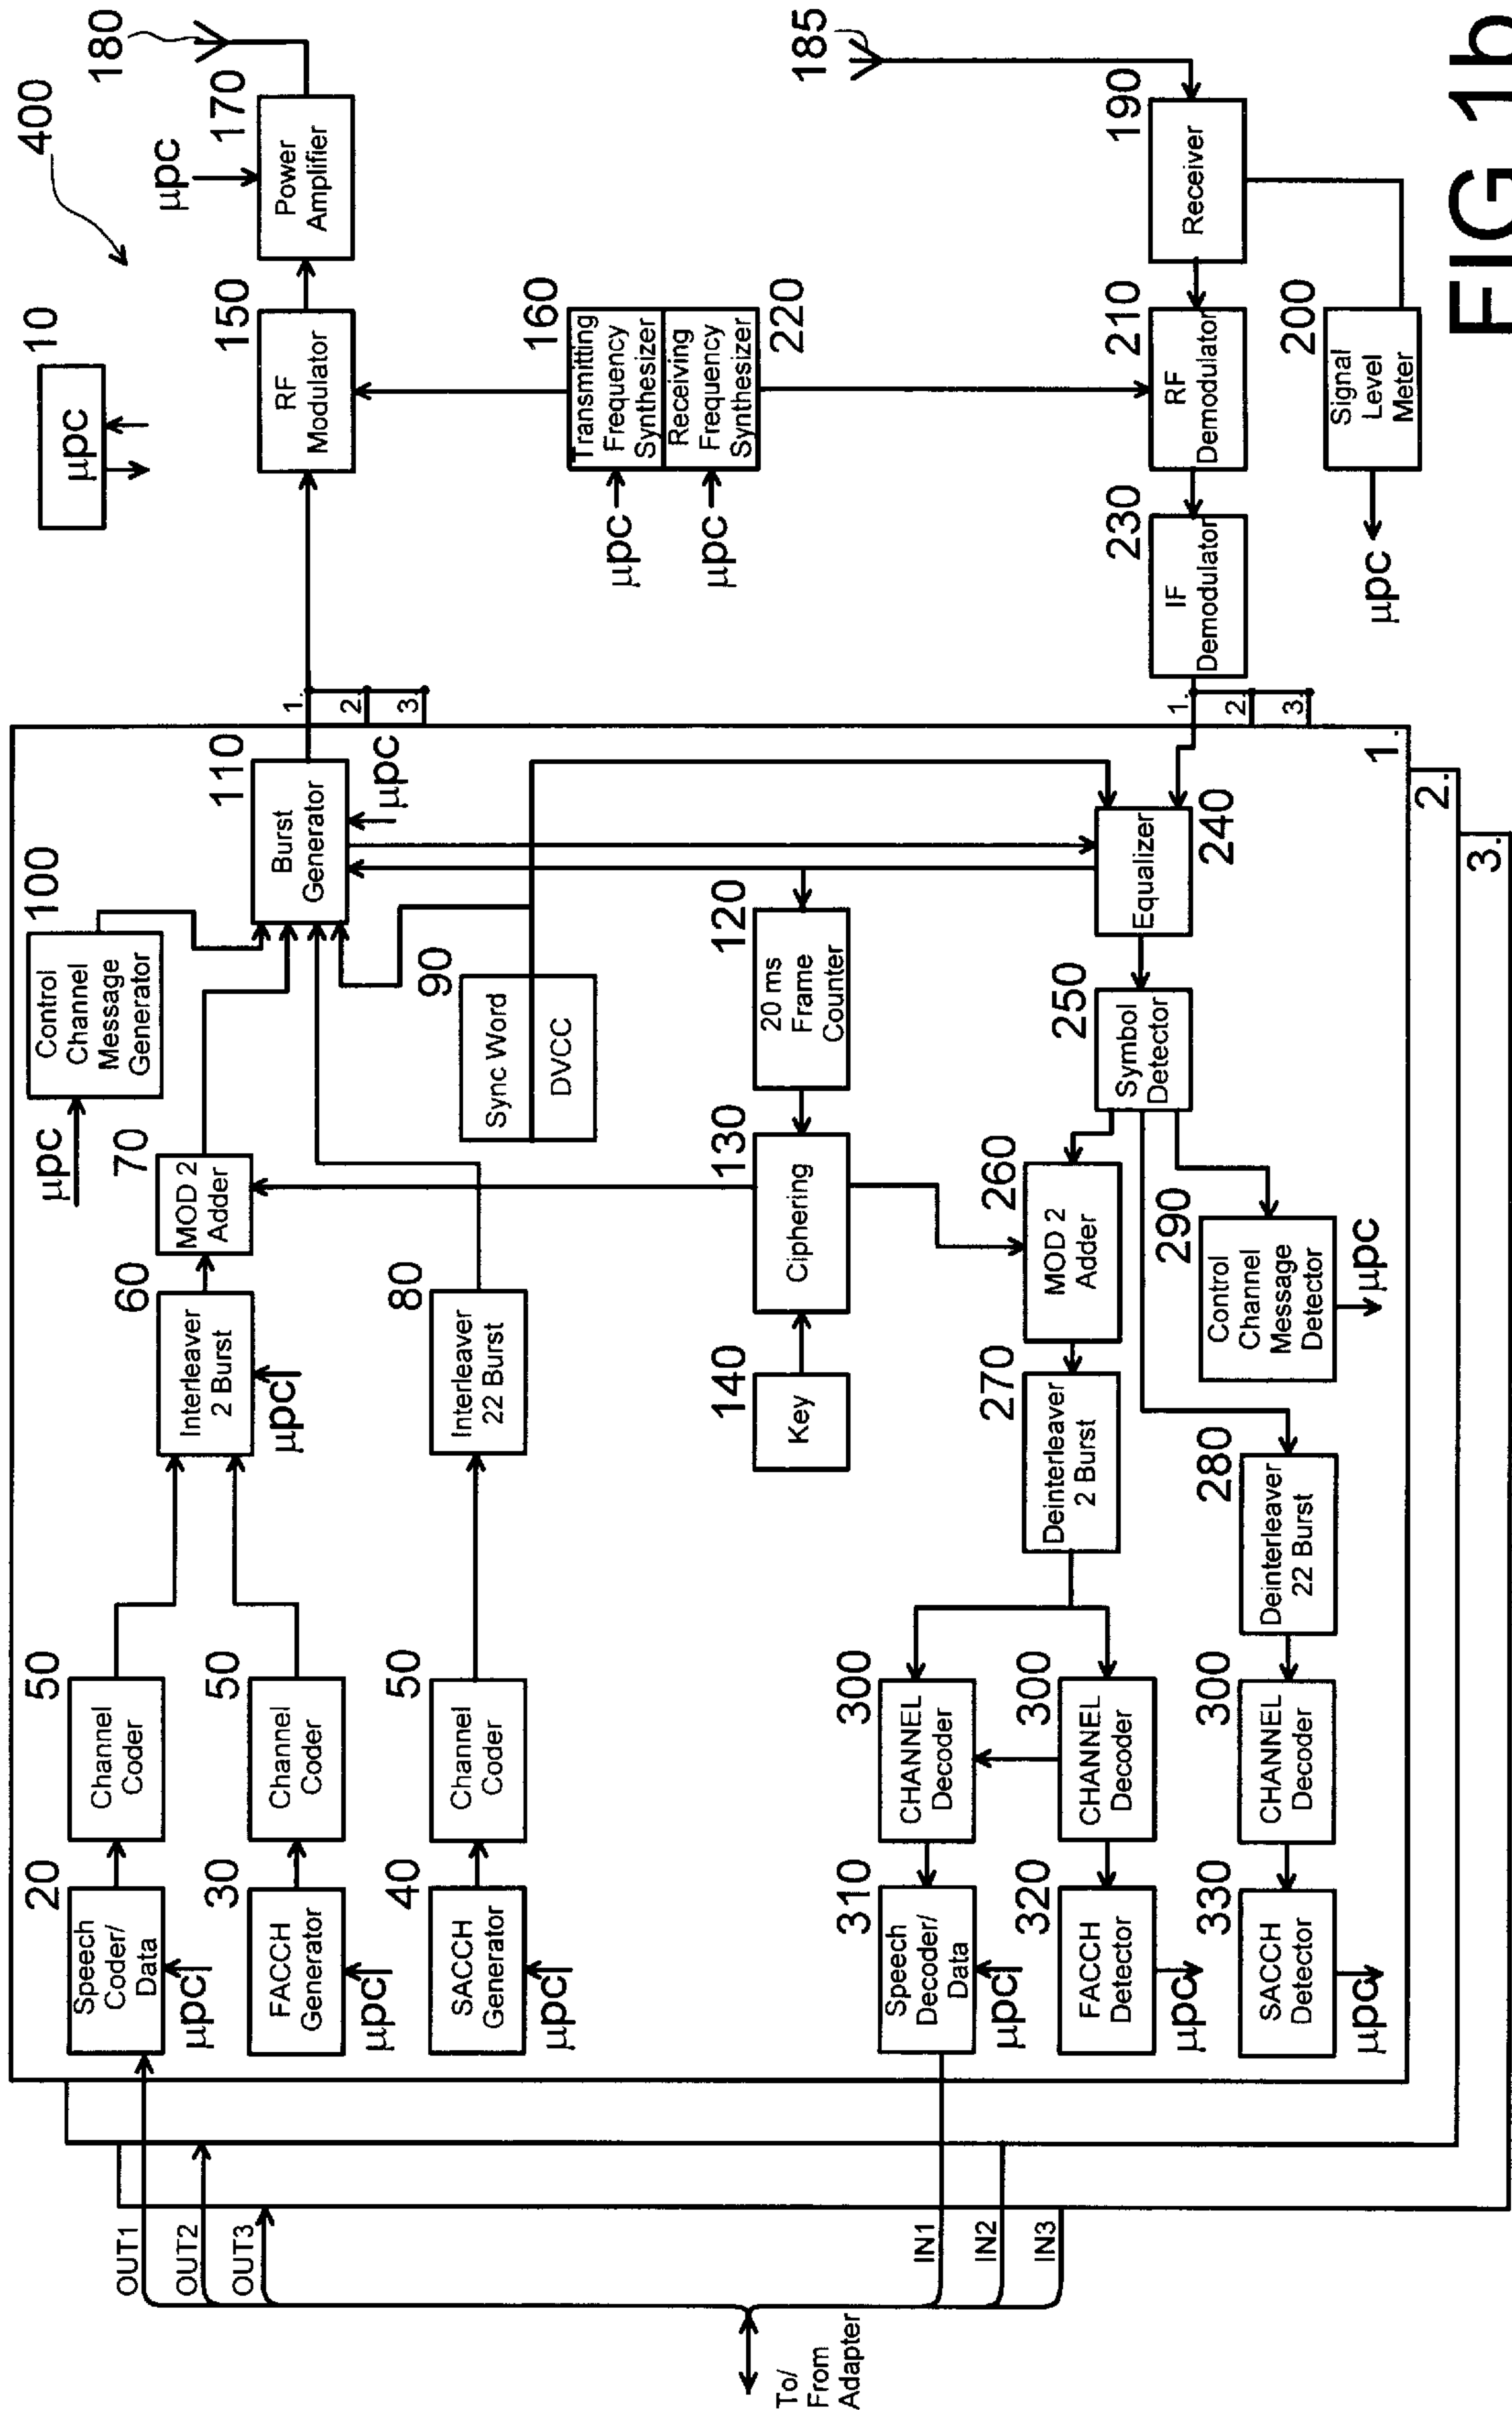 400
10
μpc
180
170
Power
Amplifier
μpc
150
RF
Modulator
160
Transmitting
Frequency
Synthesizer
Receiving
Frequency
Synthesizer
220
μpc
μpc
185
190
Receiver
210
RF
Demodulator
200
Signal
Level
Meter
μpc
230
IF
Demodulator
1.
2.
3.
1.
2.
3.
100
Control
Channel
Message
Generator
μpc
110
Burst
Generator
μpc
90
Sync Word
DVCC
120
20 ms
Frame
Counter
130
Ciphering
140
Key
70
MOD 2
Adder
60
Interleaver
2 Burst
μpc
80
Interleaver
22 Burst
50
Channel
Coder
50
Channel
Coder
50
Channel
Coder
20
Speech
Coder/
Data
μpc
30
FACCH
Generator
μpc
40
SACCH
Generator
μpc
240
Equalizer
250
Symbol
Detector
260
MOD 2
Adder
290
Control
Channel
Message
Detector
μpc
270
Deinterleaver
2 Burst
280
Deinterleaver
22 Burst
300
CHANNEL
Decoder
300
CHANNEL
Decoder
300
CHANNEL
Decoder
310
Speech
Decoder/
Data
μpc
320
FACCH
Detector
μpc
330
SACCH
Detector
μpc
1.
2.
3.
OUT1
OUT2
OUT3
IN1
IN2
IN3
To/
From
Adapter
FIG 1b